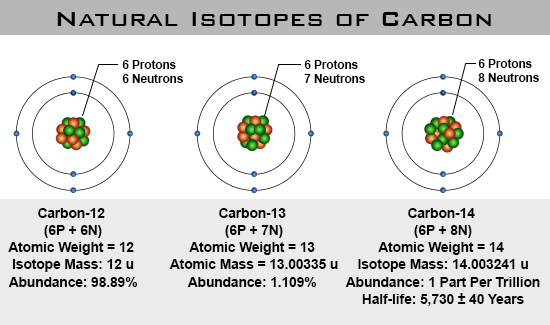 NATURAL ISOTOPES OF CARBON
6 Protons
6 Neutrons
6 Protons
7 Neutrons
6 Protons
8 Neutrons
Carbon-12
(6P + 6N)
Atomic Weight = 12
Isotope Mass: 12 u
Abundance: 98.89%
Carbon-13
(6P + 7N)
Atomic Weight = 13
Atomic Mass = 13.00335 u
Abundance: 1.109%
Carbon-14
(6P + 8N)
Atomic Weight = 14
Isotope Mass: 14.003241 u
Abundance: 1 Part Per Trillion
Half-life: 5,730 ± 40 Years